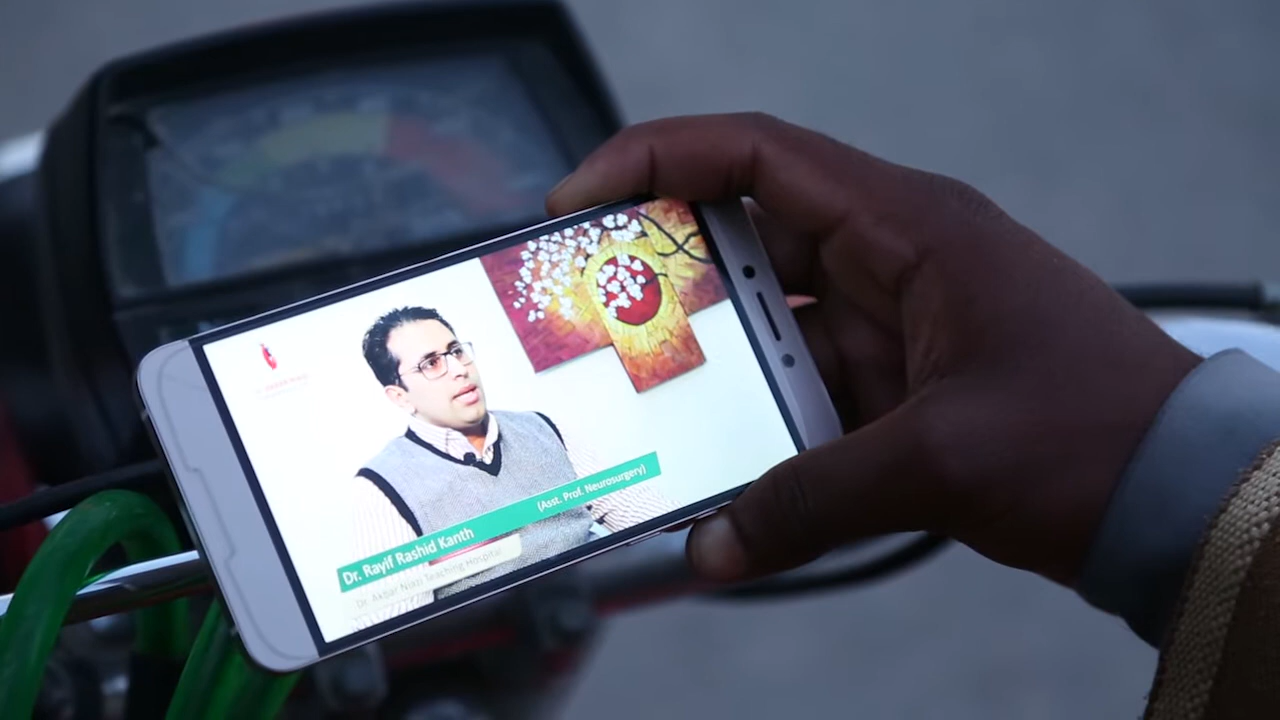 Dr. Rayif Rashid Kanth
(Asst. Prof. Neurosurgery)
Dr. Akbar Niazi Teaching Hospital